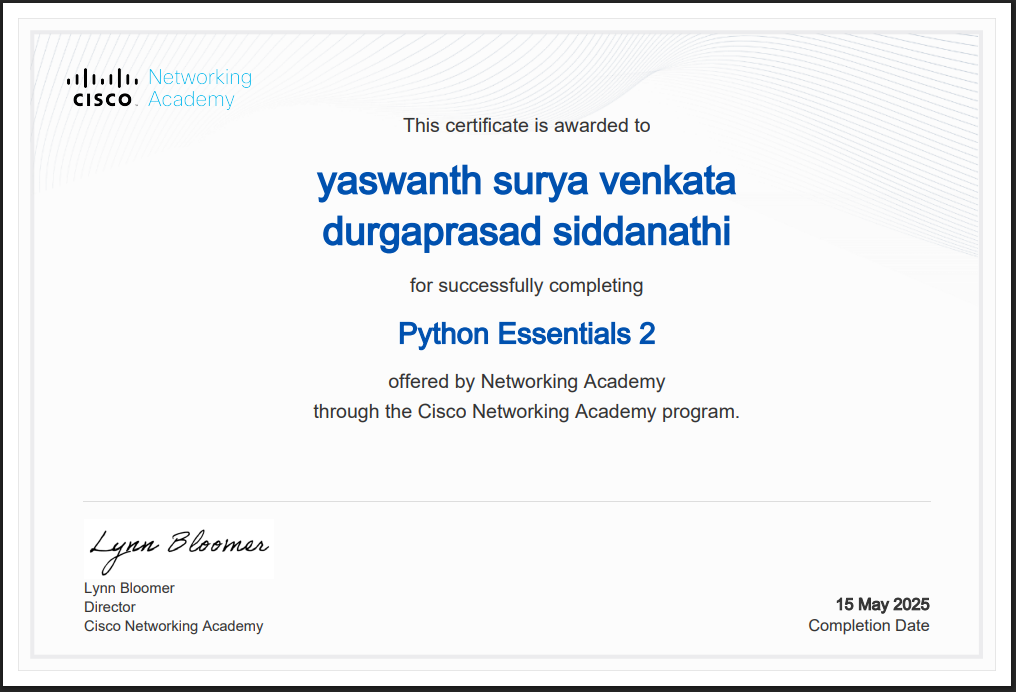 Networking
CISCO Academy
This certificate is awarded to
yaswanth surya venkata
durgaprasad siddanathi
for successfully completing
Python Essentials 2
offered by Networking Academy
through the Cisco Networking Academy program.
Lynn Bloomer
Lynn Bloomer
Director
Cisco Networking Academy
15 May 2025
Completion Date